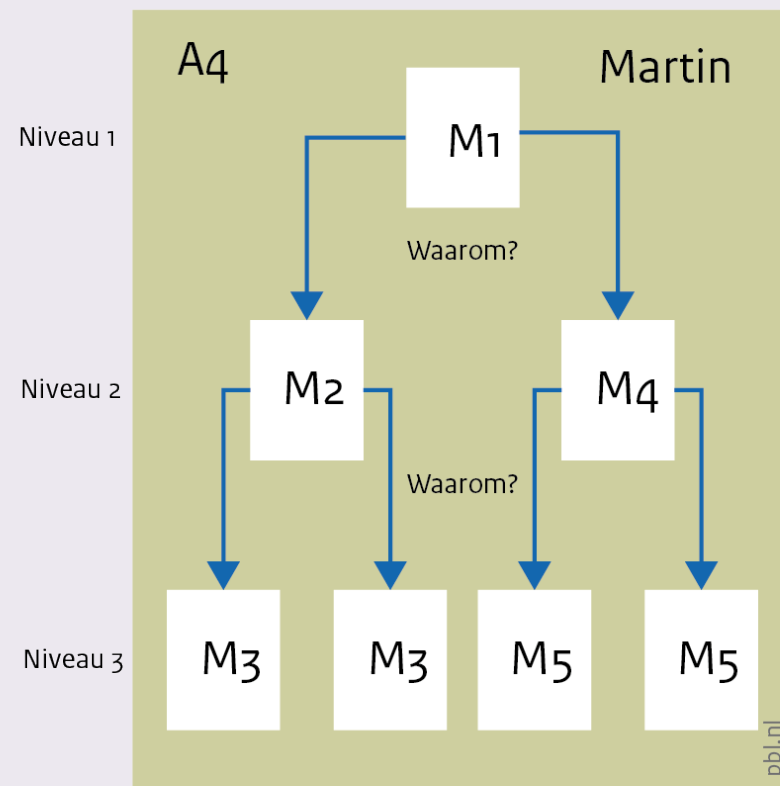 A4
Martin
Niveau 1
M1
Waarom?
Niveau 2
M2
M4
Waarom?
Niveau 3
M3
M3
M5
M5
pbl.nl